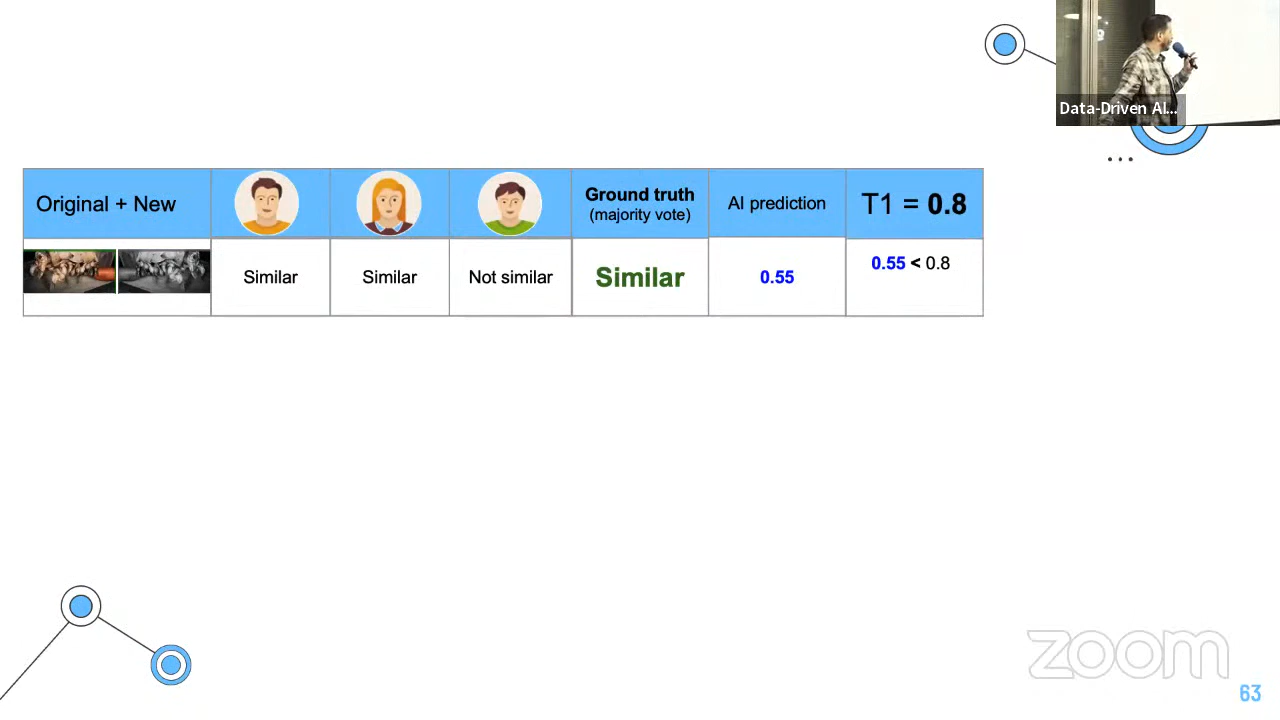 Data-Driven AI...
Original + New
Ground truth
(majority vote)
AI prediction
T1 = 0.8
Similar
Similar
Not similar
Similar
0.55
0.55 < 0.8
zoom
63